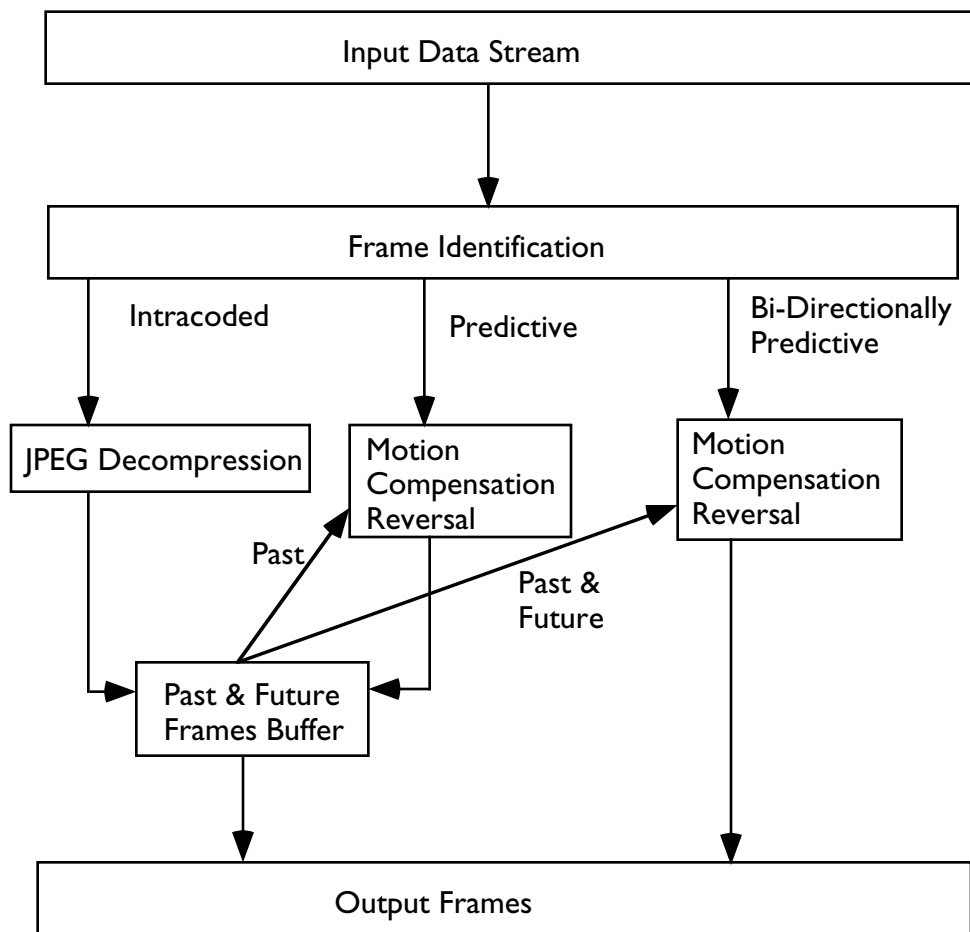 Input Data Stream
Frame Identification
Intracoded
Predictive
Bi-Directionally
Predictive
JPEG Decompression
Motion
Compensation
Reversal
Motion
Compensation
Reversal
Past
Past &
Future
Past & Future
Frames Buffer
Output Frames